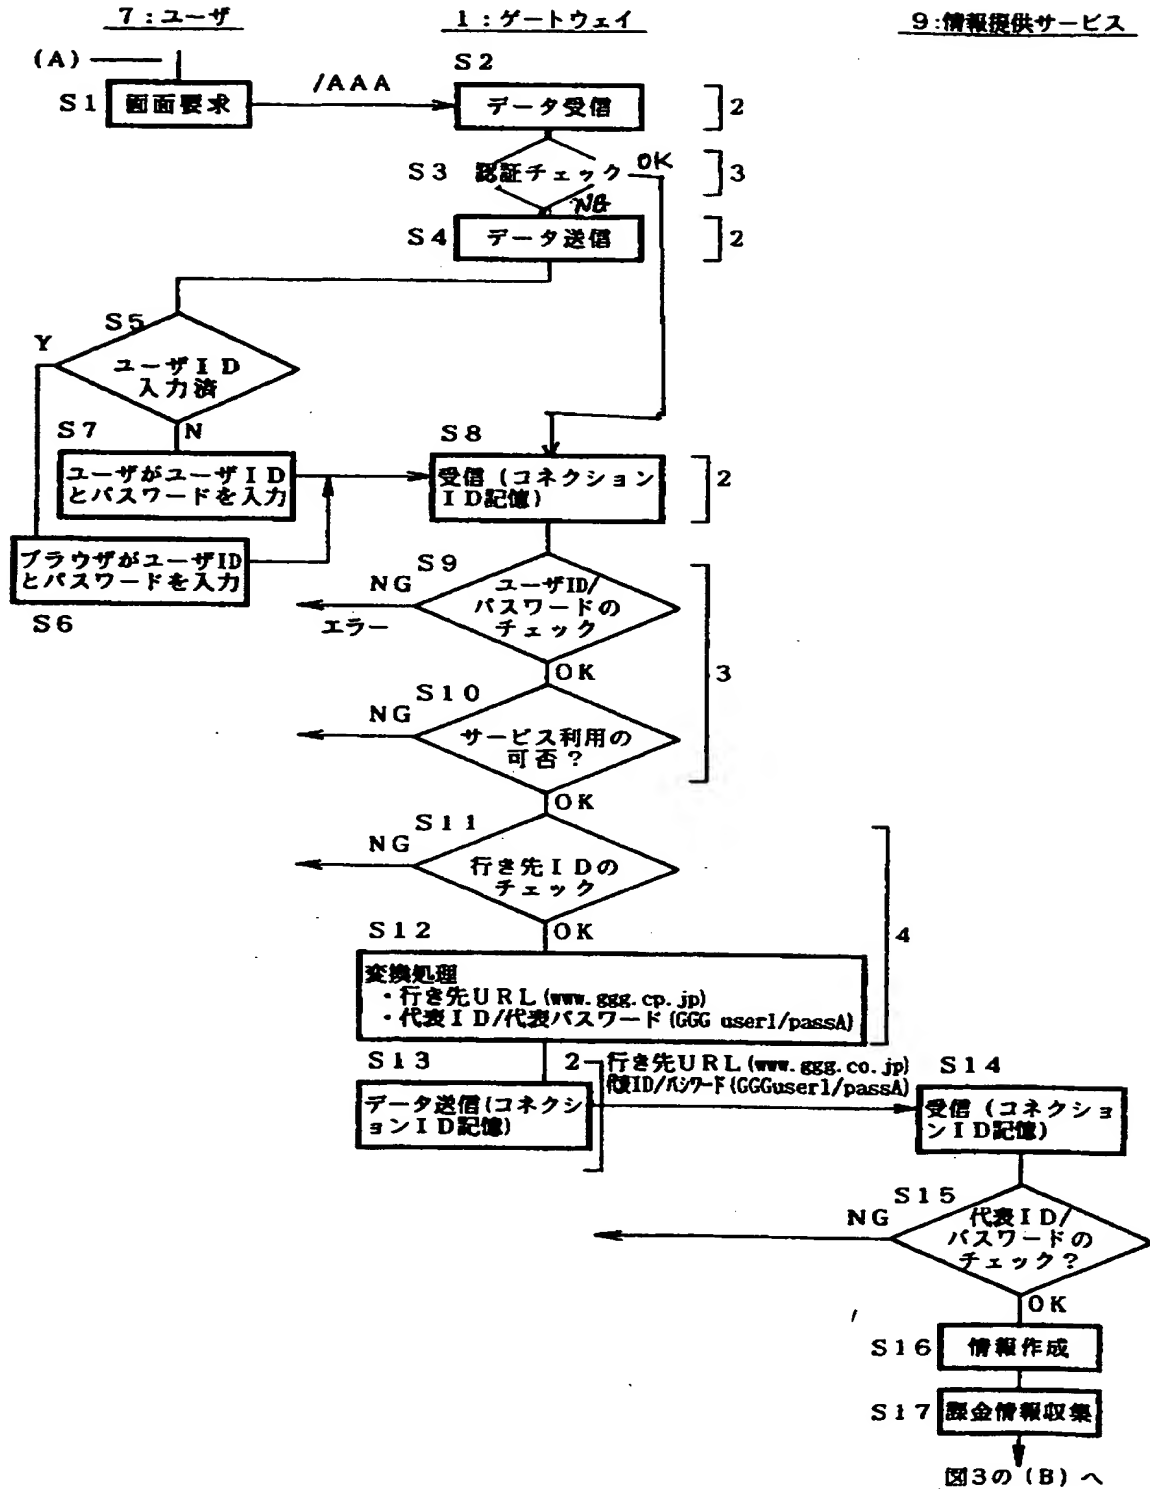 7:ユーザ
1:ゲートウェイ
9:情報提供サービス
(A)
S1
画面要求
/AAA
S2
データ受信
2
S3
認証チェック
OK
3
NG
S4
データ送信
2
S5
Y
ユーザID
入力済
N
S7
ユーザがユーザID
とパスワードを入力
S8
受信(コネクション
ID記憶)
2
ブラウザがユーザID
とパスワードを入力
S6
S9
NG
エラー
ユーザID/
パスワードの
チェック
OK
3
S10
NG
サービス利用の
可否?
OK
S11
NG
行き先IDの
チェック
OK
4
S12
変換処理
・行き先URL(www.ggg.cp.jp)
・代表ID/代表パスワード(GGG user1/passA)
S13
2
行き先URL(www.ggg.co.jp)
代表ID/パスワード(GGGuser1/passA)
データ送信(コネクシ
ョンID記憶)
S14
受信(コネクショ
ンID記憶)
S15
NG
代表ID/
パスワードの
チェック?
OK
S16
情報作成
S17
課金情報収集
図3の(B)へ